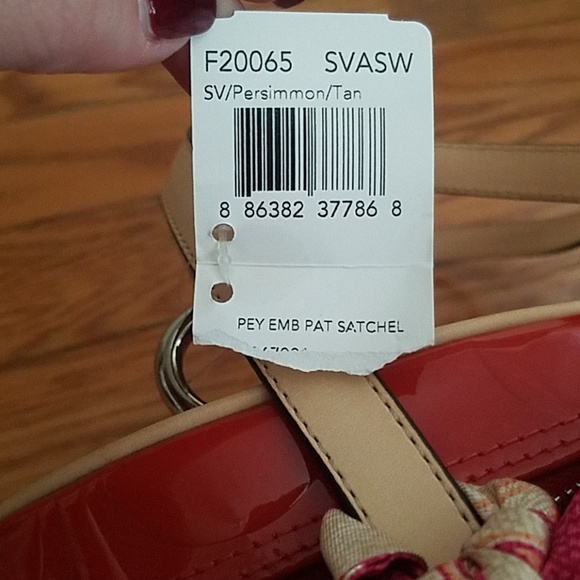 F20065 SVASW
SV/Persimmon/Tan
8 86382 37786 8
PEY EMB PAT SATCHEL